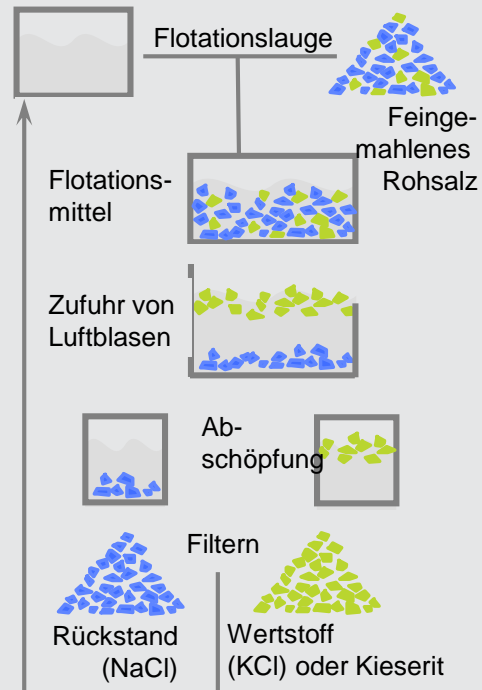 Flotationslauge
Feinge-
mahlenes
Rohsalz
Flotations-
mittel
Zufuhr von
Luftblasen
Ab-
schöpfung
Filtern
Rückstand
(NaCl)
Wertstoff
(KCl) oder Kieserit